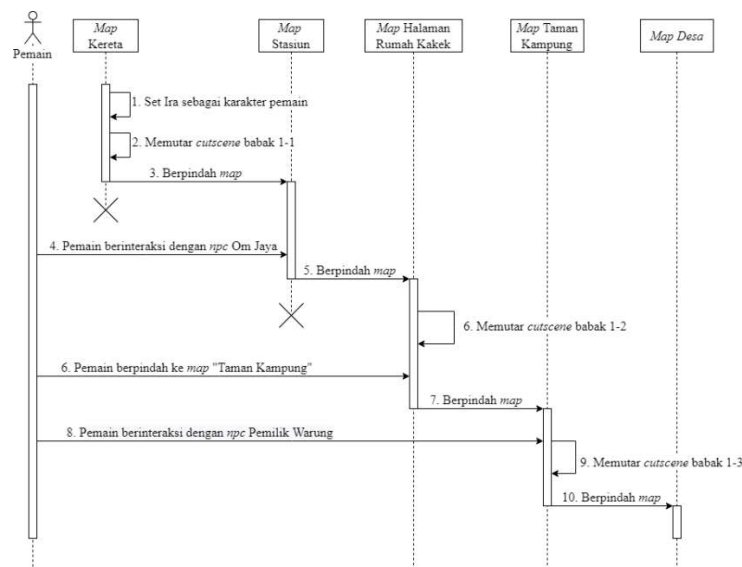 Pemain
Map
Kereta
Map
Stasiun
Map Halaman
Rumah Kakek
Map Taman
Kampung
Map Desa
1. Set Ira sebagai karakter pemain
2. Memutar cutscene babak 1-1
3. Berpindah map
4. Pemain berinteraksi dengan npc Om Jaya
5. Berpindah map
6. Memutar cutscene babak 1-2
6. Pemain berpindah ke map "Taman Kampung"
7. Berpindah map
8. Pemain berinteraksi dengan npc Pemilik Warung
9. Memutar cutscene babak 1-3
10. Berpindah map